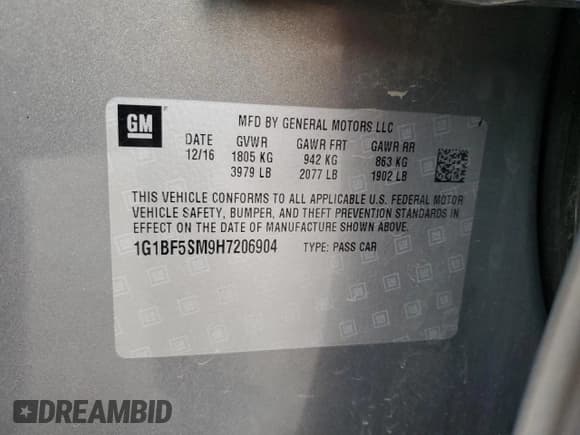 GM
MFD BY GENERAL MOTORS LLC
DATE GVWR GAWR FRT GAWR RR
12/16 1805 KG 942 KG 863 KG
3979 LB 2077 LB 1902 LB
THIS VEHICLE CONFORMS TO ALL APPLICABLE U.S. FEDERAL MOTOR
VEHICLE SAFETY, BUMPER, AND THEFT PREVENTION STANDARDS IN
EFFECT ON THE DATE OF MANUFACTURE SHOWN ABOVE.
1G1BF5SM9H7206904 TYPE: PASS CAR
DREAMBID